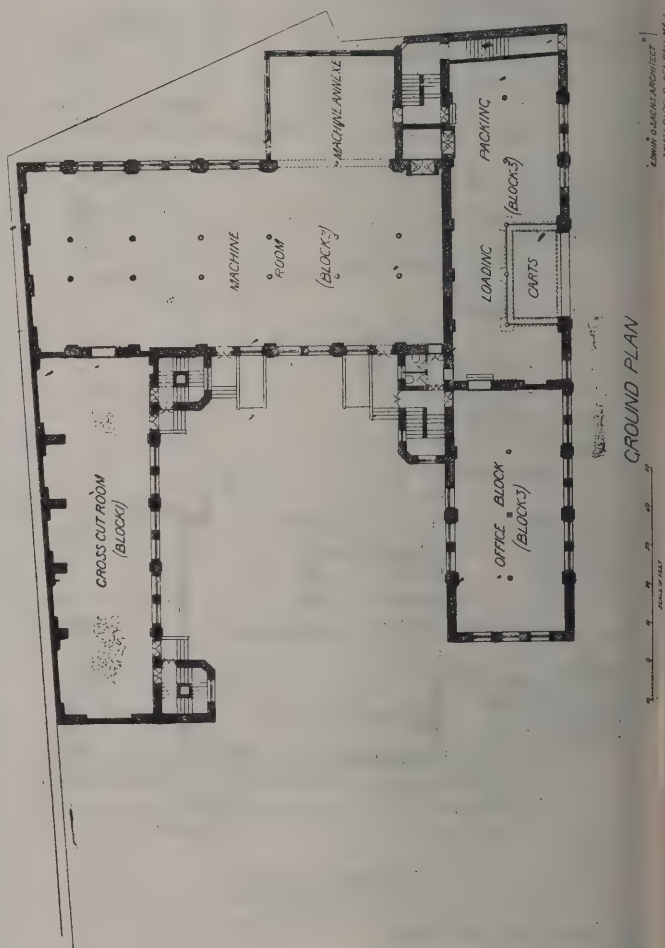 CROSS CUT ROOM
(BLOCK 1)
MACHINE
ROOM
(BLOCK 2)
MACHINE ANNEXE
OFFICE BLOCK
(BLOCK 3)
LOADING
PACKING
(BLOCK 3)
CARTS
GROUND PLAN
SCALE OF FEET
EDWIN O SACHS ARCHITECT